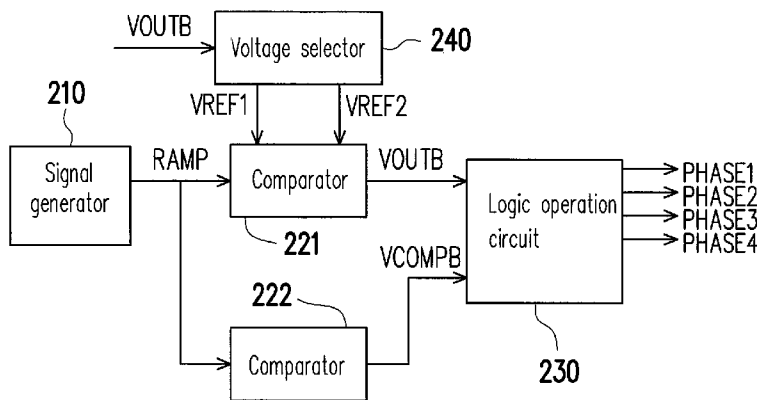 VOUTB
Voltage selector
240
210
VREF1
VREF2
Signal
generator
RAMP
Comparator
VOUTB
221
Logic operation
circuit
PHASE1
PHASE2
PHASE3
PHASE4
VCOMPB
222
Comparator
230